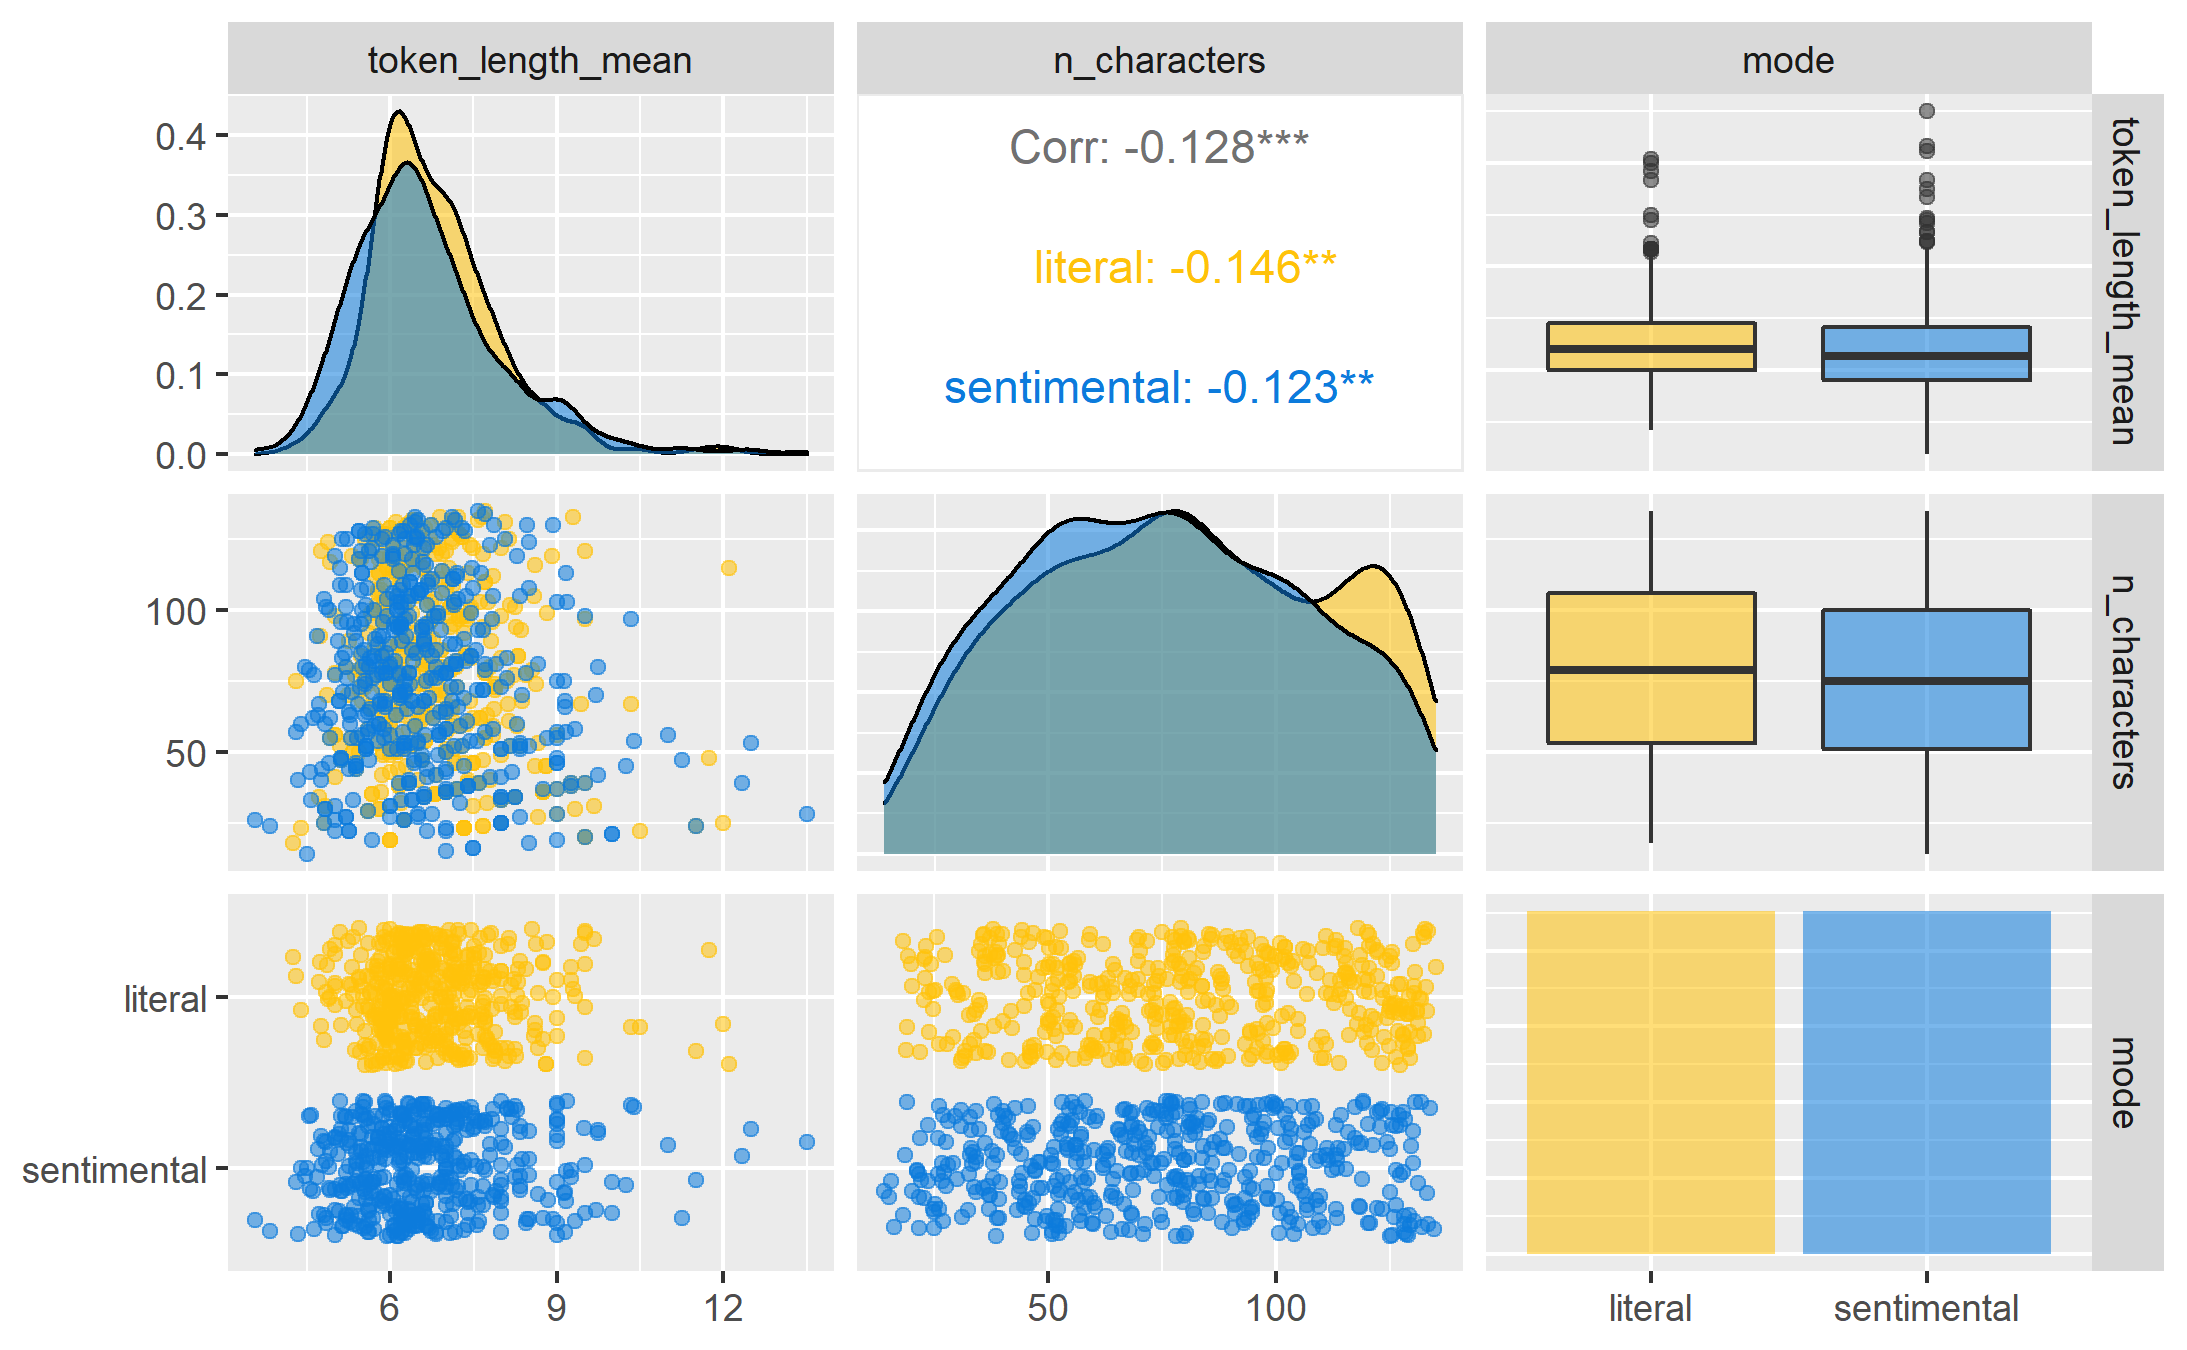 token_length_mean
n_characters
mode
0.4
0.3
0.2
0.1
0.0
Corr: -0.128***
literal: -0.146**
sentimental: -0.123**
token_length_mean
100
50
n_characters
literal
sentimental
mode
6
9
12
50
100
literal
sentimental